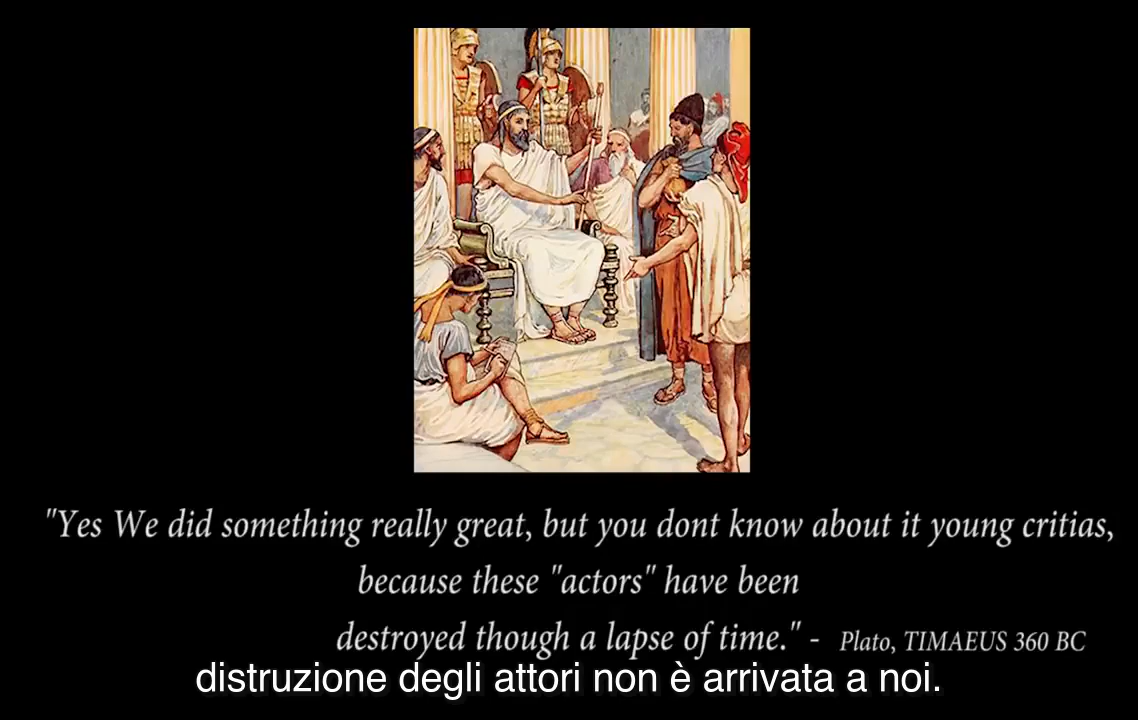 "Yes We did something really great, but you dont know about it young critias,
because these "actors" have been
destroyed though a lapse of time." - Plato, TIMAEUS 360 BC
distruzione degli attori non è arrivata a noi.